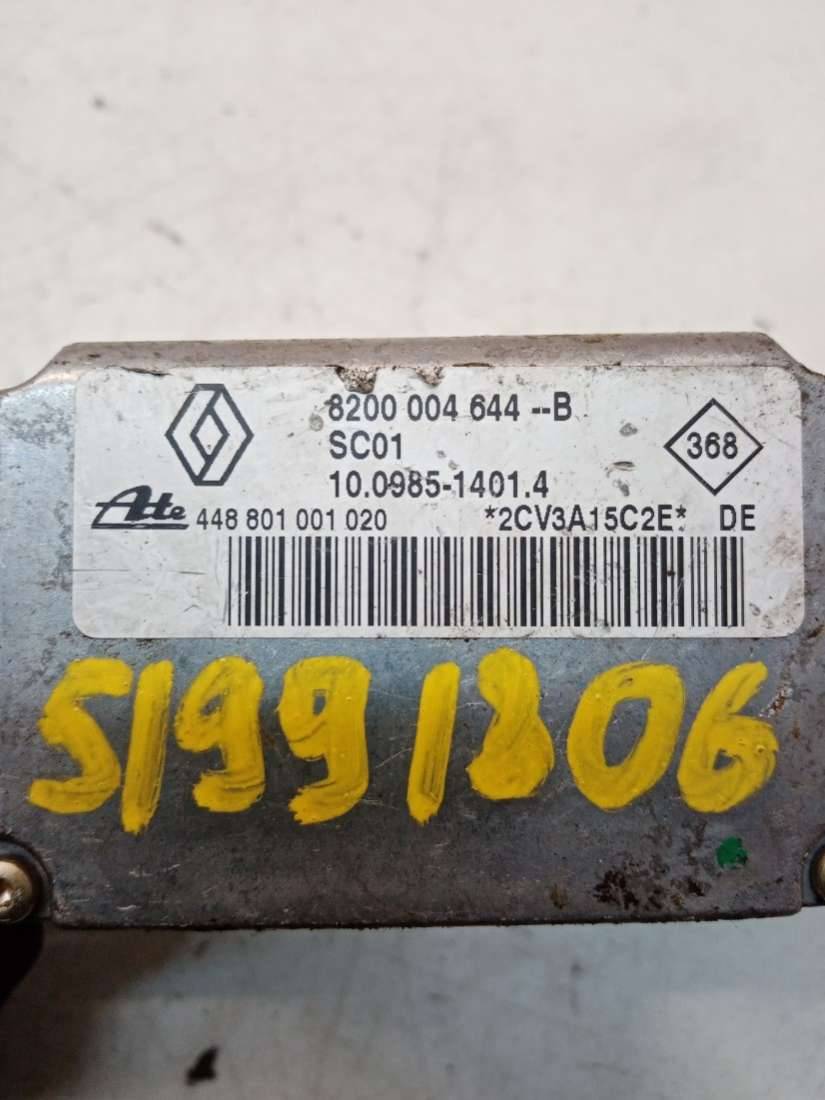 8200 004 644 --B
SC01
368
10.0985-1401.4
Ate 448 801 001 020 *2CV3A15C2E* DE
51991806